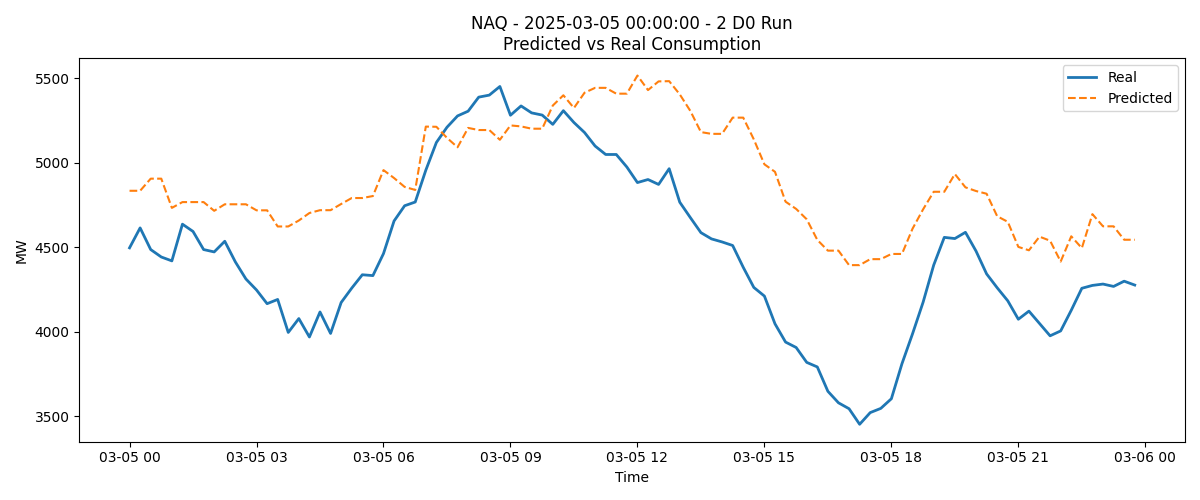 NAQ - 2025-03-05 00:00:00 - 2 D0 Run
Predicted vs Real Consumption
Real
Predicted
MW
5500
5000
4500
4000
3500
03-05 00
03-05 03
03-05 06
03-05 09
03-05 12
03-05 15
03-05 18
03-05 21
03-06 00
Time